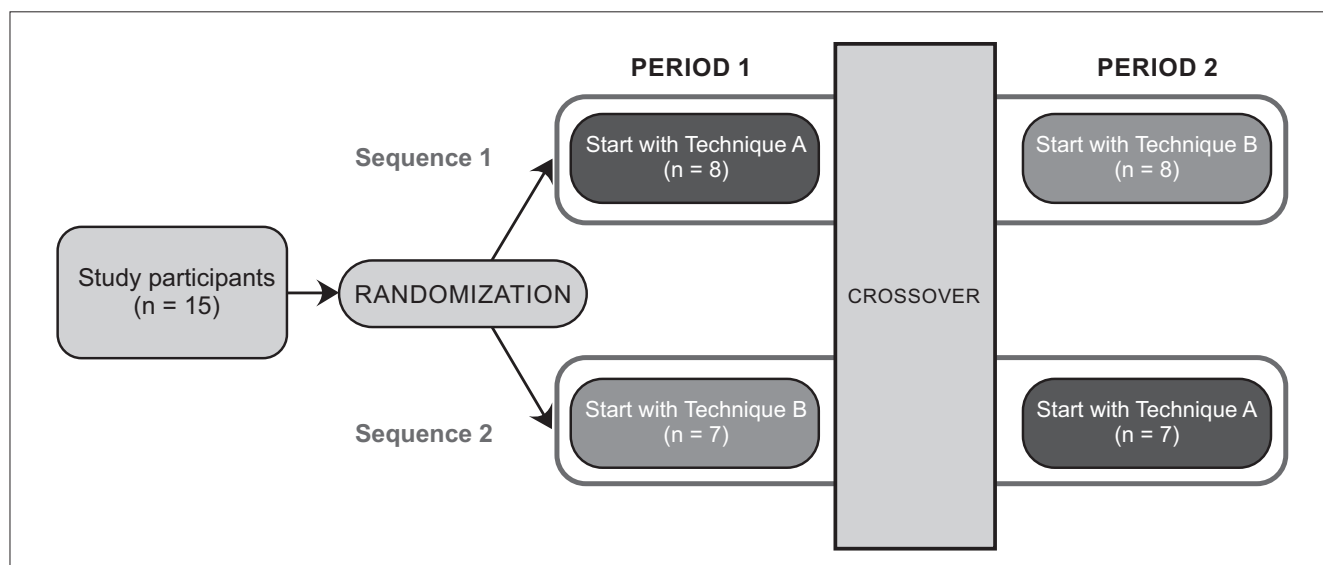 PERIOD 1
PERIOD 2
Sequence 1
Start with Technique A
(n = 8)
Start with Technique B
(n = 8)
Study participants
(n = 15)
RANDOMIZATION
CROSSOVER
Sequence 2
Start with Technique B
(n = 7)
Start with Technique A
(n = 7)